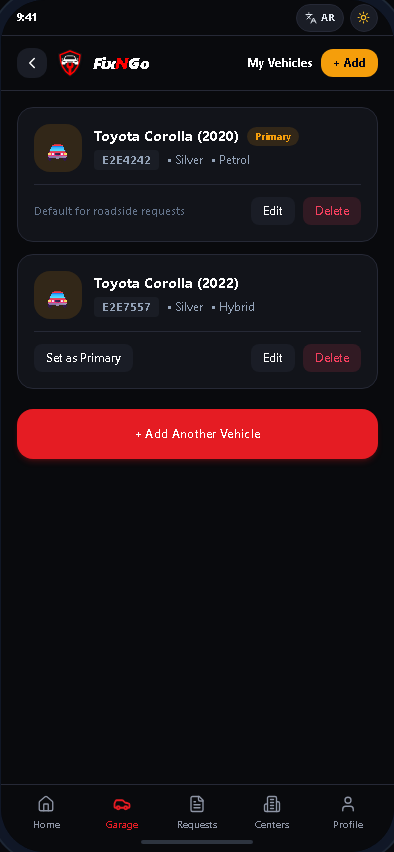 9:41
AR
FixNGo
My Vehicles
+ Add
Toyota Corolla (2020)
Primary
E2E4242 • Silver • Petrol
Default for roadside requests
Edit
Delete
Toyota Corolla (2022)
E2E7557 • Silver • Hybrid
Set as Primary
Edit
Delete
+ Add Another Vehicle
Home
Garage
Requests
Centers
Profile